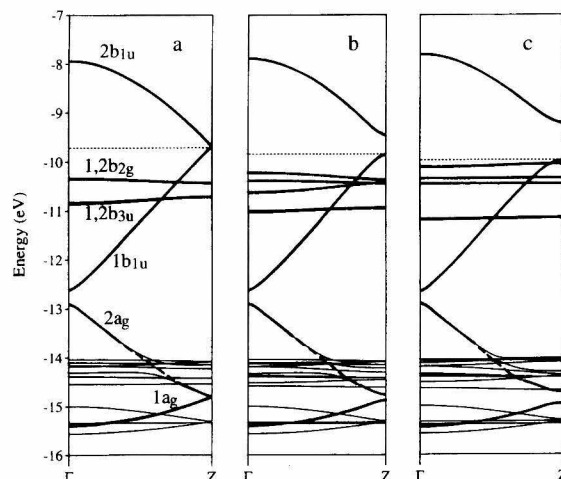 -7
-8
-9
-10
-11
-12
-13
-14
-15
-16
Energy (eV)
a
2b1u
1,2b2g
1,2b3u
1b1u
2ag
1ag
b
c
Γ
Z
Γ
Z
Γ
Z